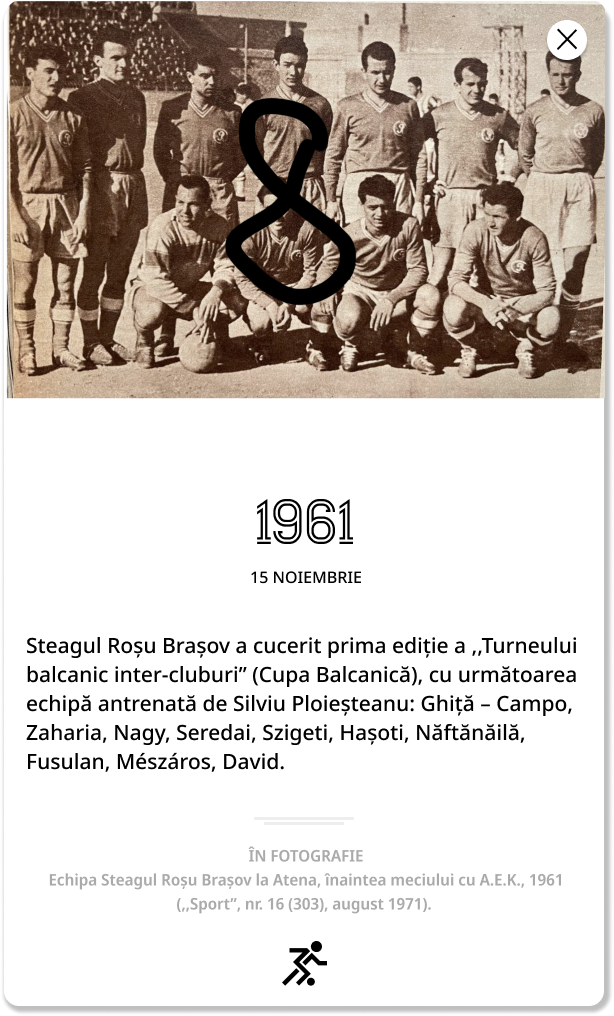 8
1961
15 NOIEMBRIE
Steagul Roșu Brașov a cucerit prima ediție a ,,Turneului
balcanic inter-cluburi” (Cupa Balcanică), cu următoarea
echipă antrenată de Silviu Ploieșteanu: Ghiță – Campo,
Zaharia, Nagy, Seredai, Szigeti, Hașoti, Năftănăilă,
Fusulan, Mészáros, David.
ÎN FOTOGRAFIE
Echipa Steagul Roșu Brașov la Atena, înaintea meciului cu A.E.K., 1961
(,,Sport”, nr. 16 (303), august 1971).